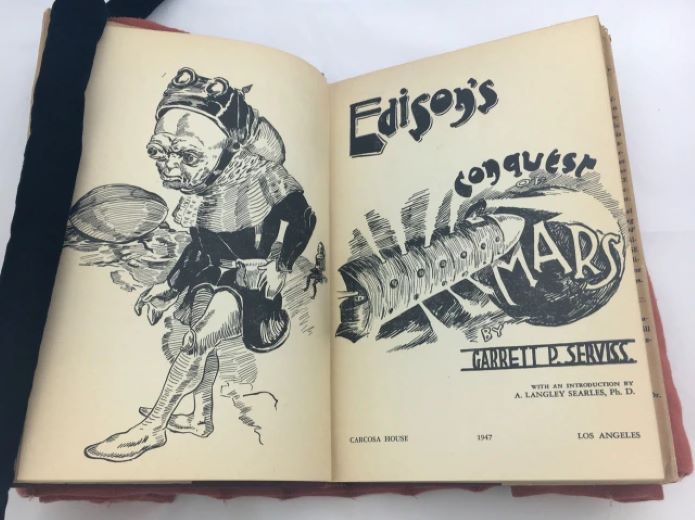 Edison's
Conquest
OF
MARS
BY
GARRETT P. SERVISS.
WITH AN INTRODUCTION BY
A. LANGLEY SEARLES, Ph. D.
CARCOSA HOUSE 1947 LOS ANGELES